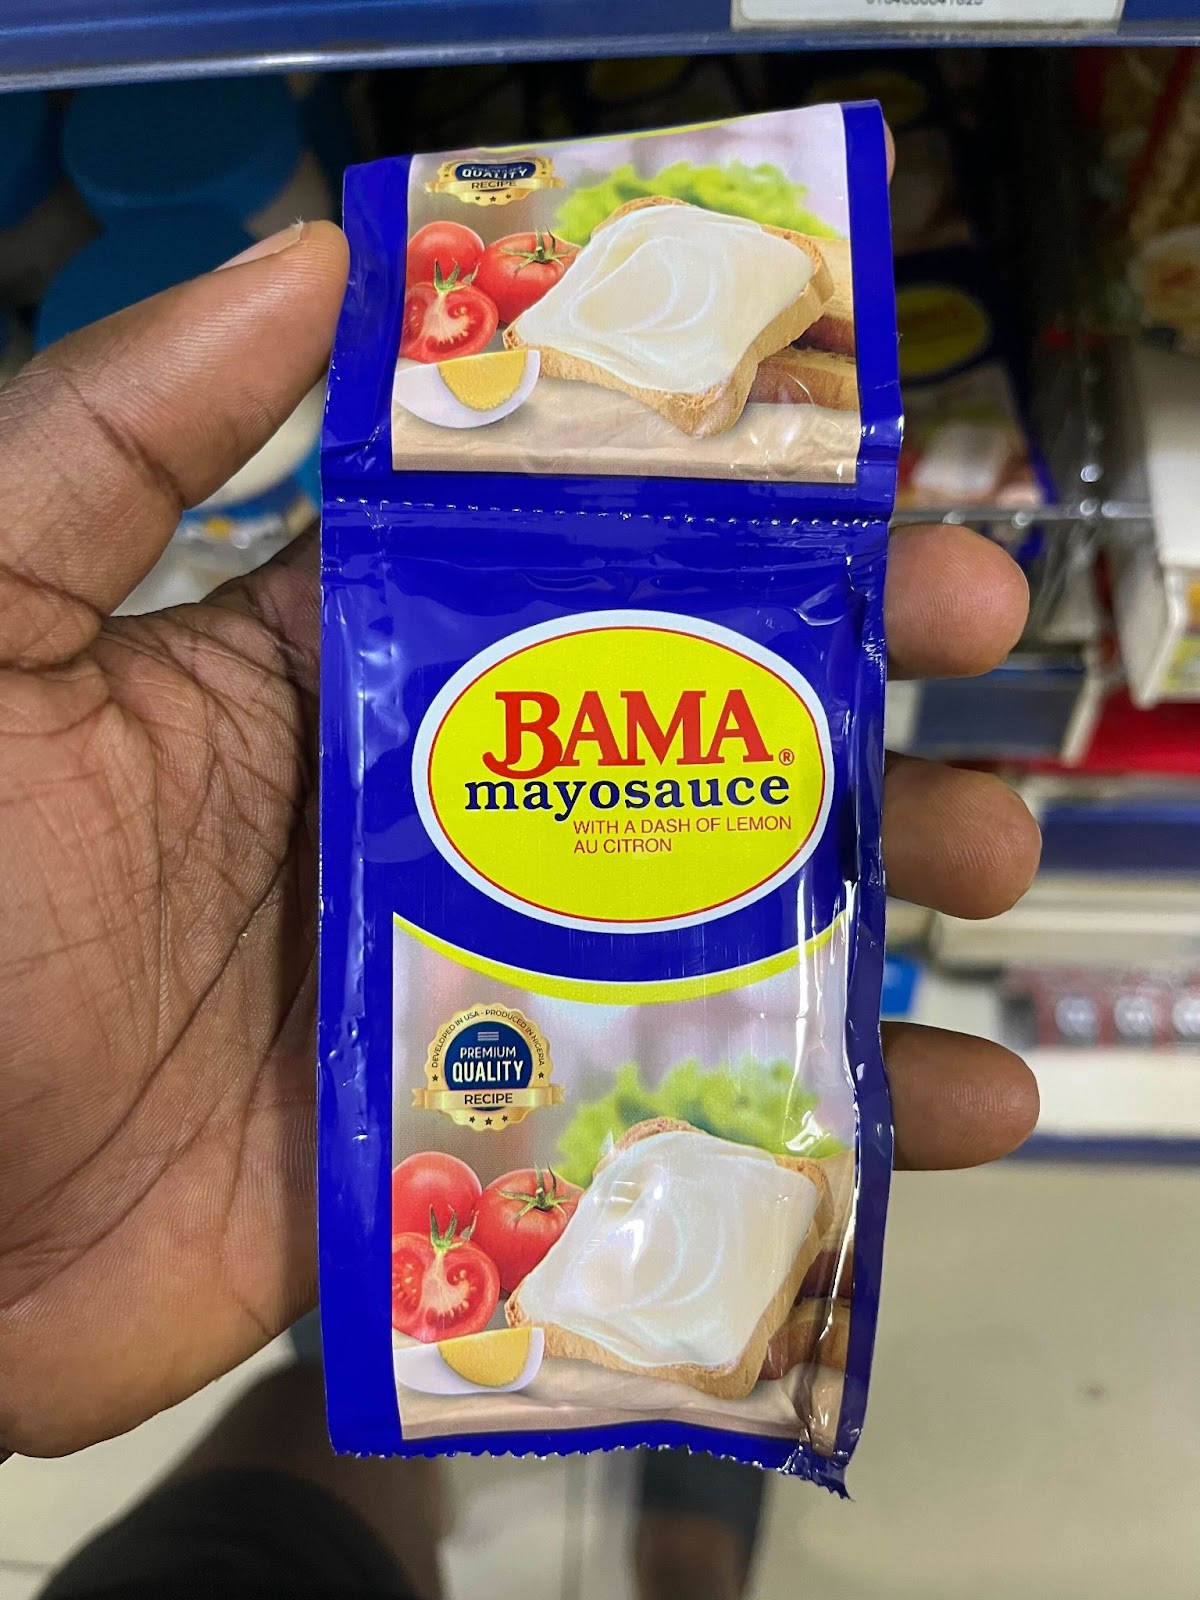 QUALITY
RECIPE
BAMA®
mayosauce
WITH A DASH OF LEMON
AU CITRON
DEVELOPED IN USA - PRODUCED IN NIGERIA
PREMIUM
QUALITY
RECIPE